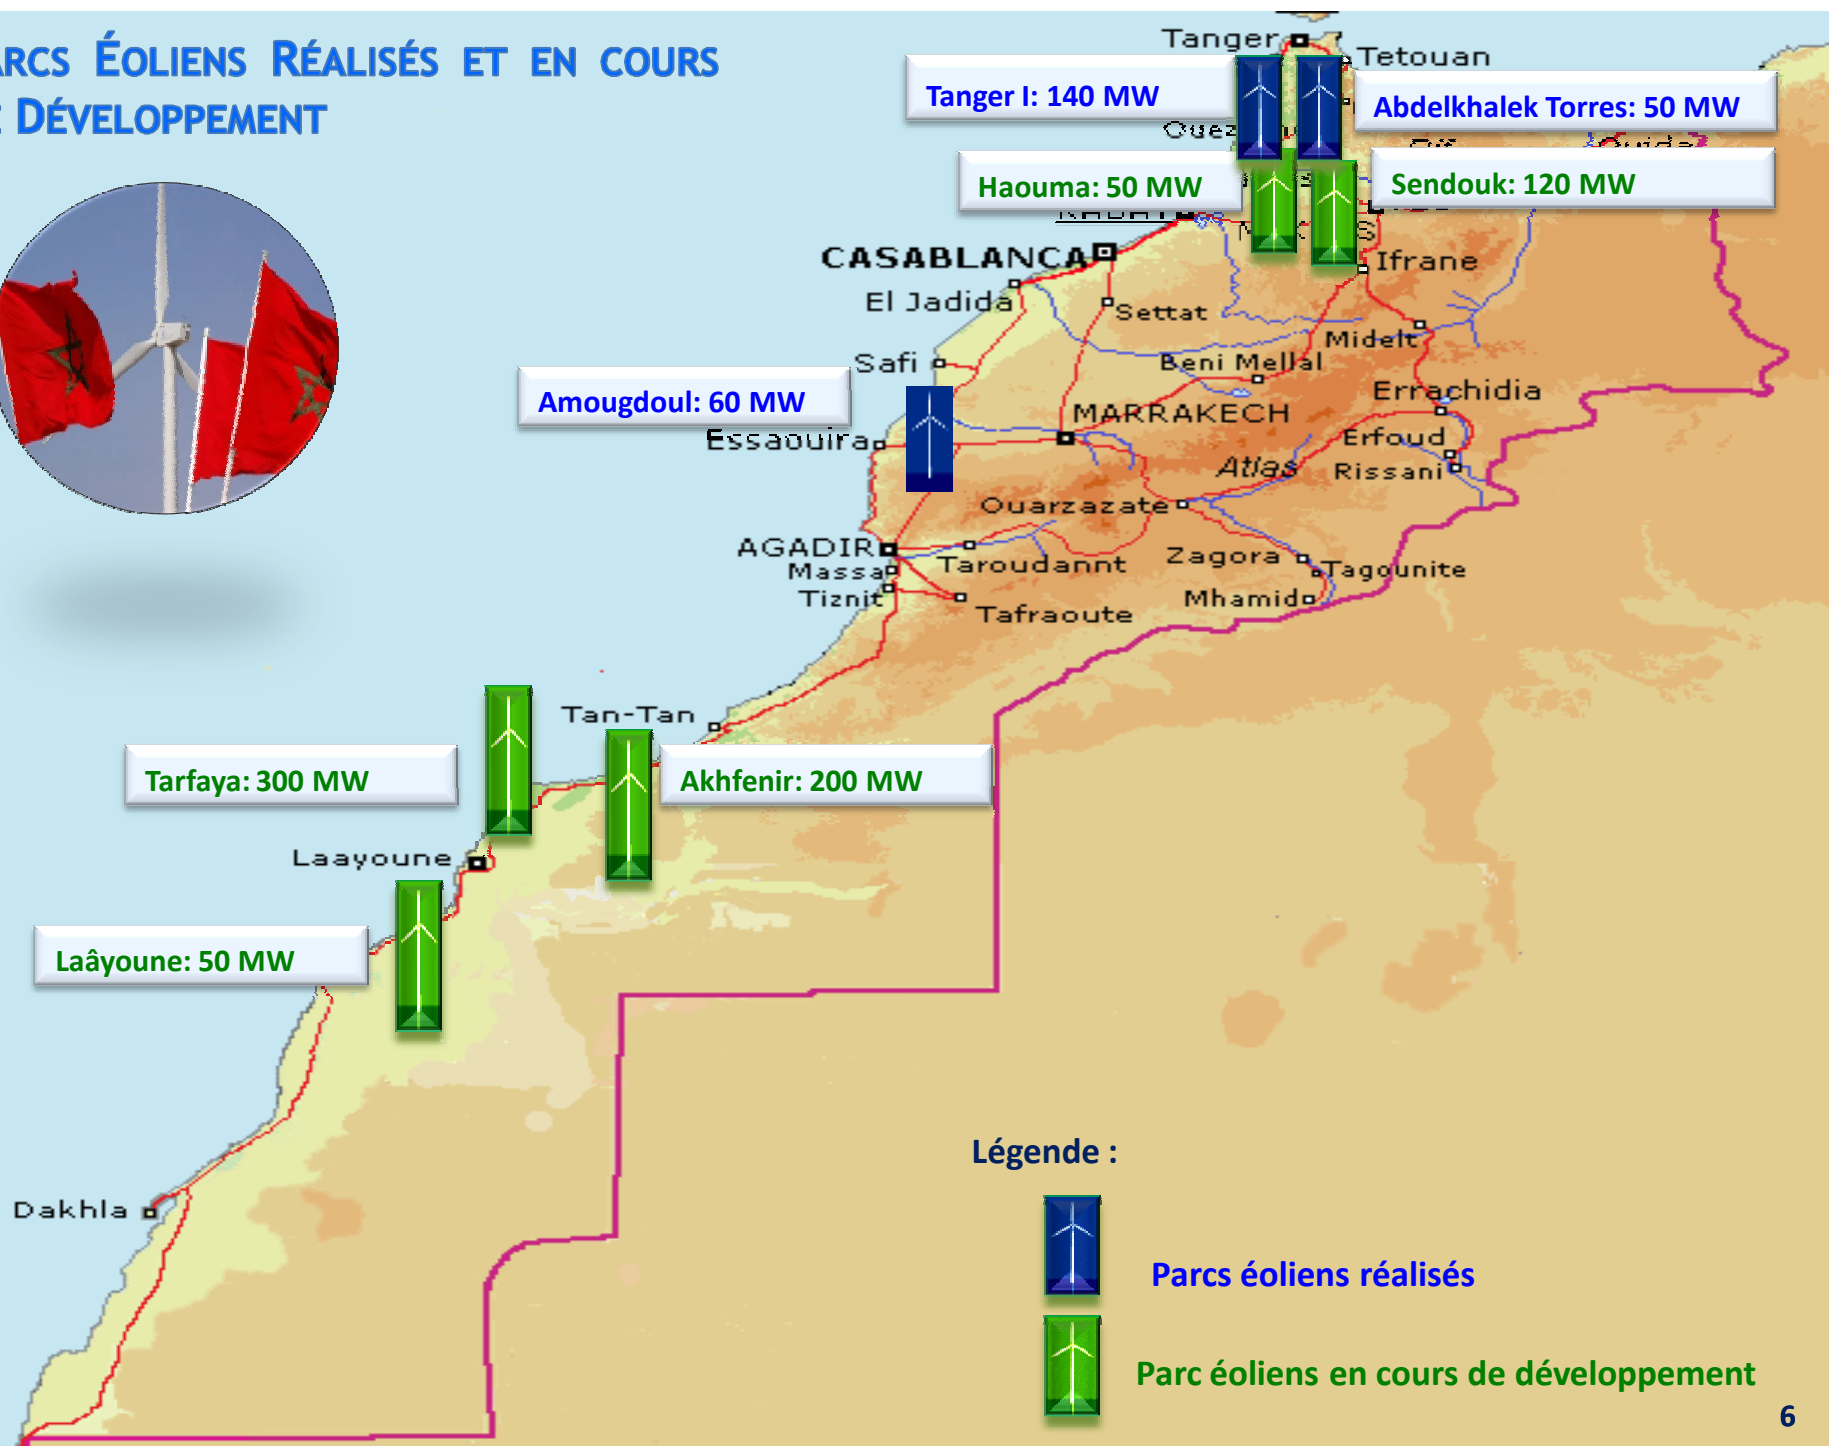 ARCS ÉOLIENS RÉALISÉS ET EN COURS
DÉVELOPPEMENT
Tanger
Tetouan
Tanger I: 140 MW
Abdelkhalek Torres: 50 MW
Haouma: 50 MW
Sendouk: 120 MW
CASABLANCA
Ifrane
El Jadida
Settat
Midelt
Safi
Beni Mellal
Errachidia
Amougdoul: 60 MW
MARRAKECH
Essaouira
Erfoud
Atlas
Rissani
Ouarzazate
AGADIR
Massa
Taroudannt
Zagora
Tagounite
Tiznit
Tafraoute
Mhamid
Tan-Tan
Tarfaya: 300 MW
Akhfenir: 200 MW
Laayoune
Laâyoune: 50 MW
Légende :
Dakhla
Parcs éoliens réalisés
Parc éoliens en cours de développement
6